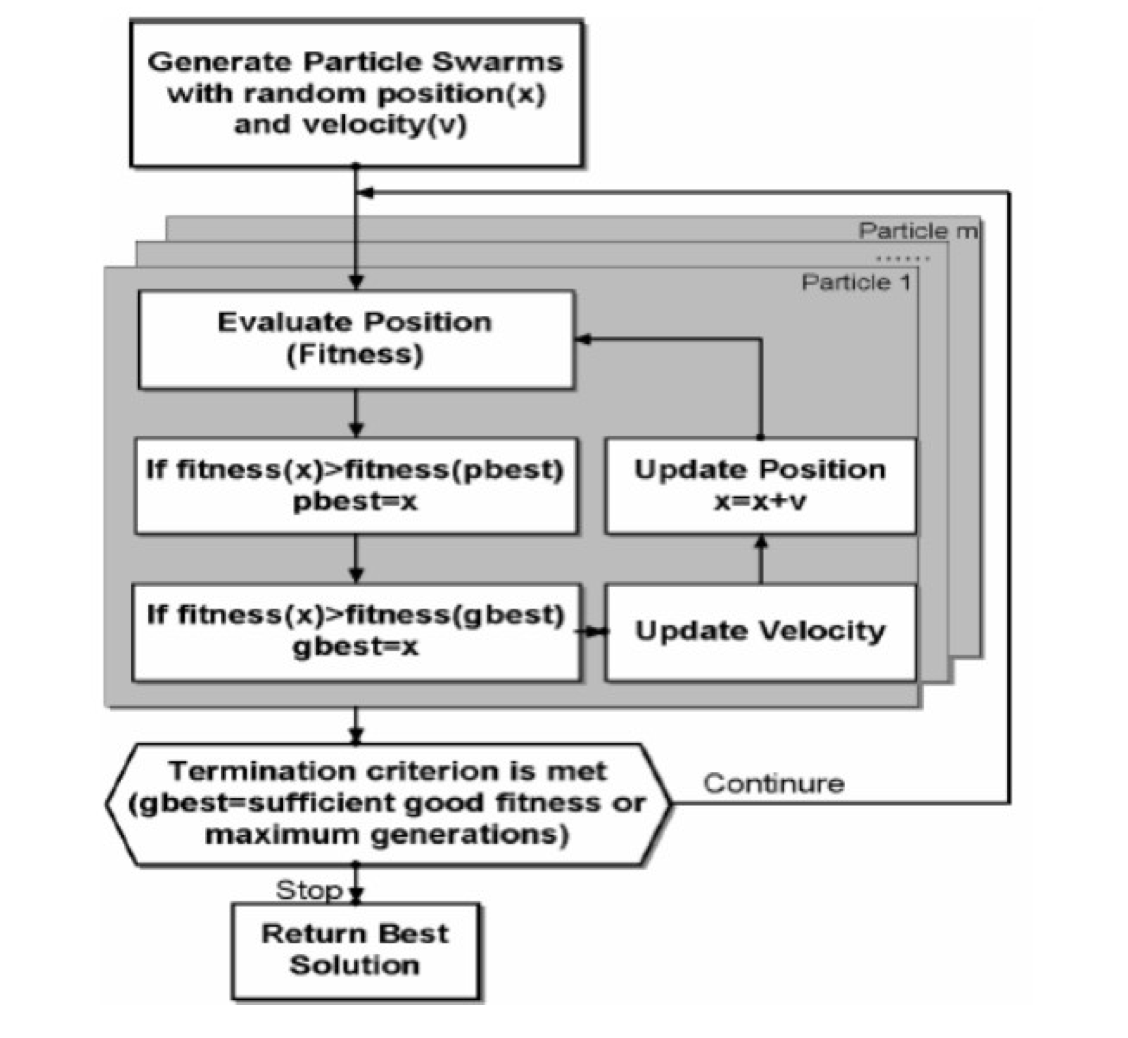 Generate Particle Swarms
with random position(x)
and velocity(v)
Particle m
......
Particle 1
Evaluate Position
(Fitness)
If fitness(x)>fitness(pbest)
pbest=x
Update Position
x=x+v
If fitness(x)>fitness(gbest)
gbest=x
Update Velocity
Termination criterion is met
(gbest=sufficient good fitness or
maximum generations)
Continure
Stop
Return Best
Solution